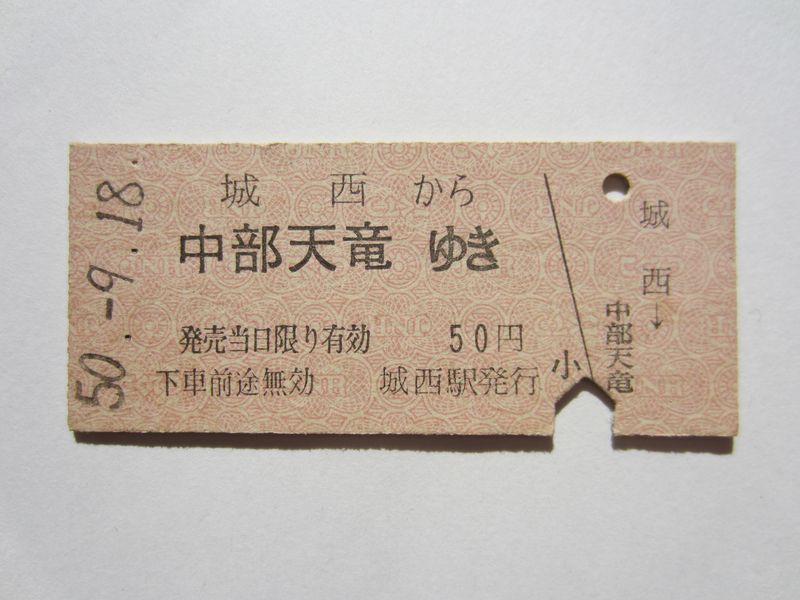 50.-9.18.
城西から
中部天竜 ゆき
発売当日限り有効 50円
下車前途無効 城西駅発行
小
城西→
中部天竜